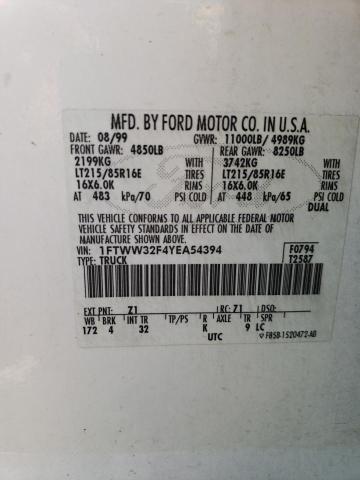 MFD. BY FORD MOTOR CO. IN U.S.A.
DATE: 08/99 GVWR: 11000LB/ 4989KG
FRONT GAWR: 4850LB REAR GAWR: 8250LB
2199KG WITH 3742KG WITH
LT215/85R16E TIRES LT215/85R16E TIRES
16X6.0K RIMS 16X6.0K RIMS
AT 483 kPa/70 PSI COLD AT 448 kPa/65 PSI COLD
DUAL
THIS VEHICLE CONFORMS TO ALL APPLICABLE FEDERAL MOTOR
VEHICLE SAFETY STANDARDS IN EFFECT ON THE DATE OF
MANUFACTURE SHOWN ABOVE.
VIN: 1FTWW32F4YEA54394 F0794
TYPE: TRUCK T2587
EXT PNT: Z1 RC: 71 DSO:
WB BRK INT TR TP/PS R AXLE TR SPR
172 4 32 K 9 LC
UTC F85B-1520472-AB